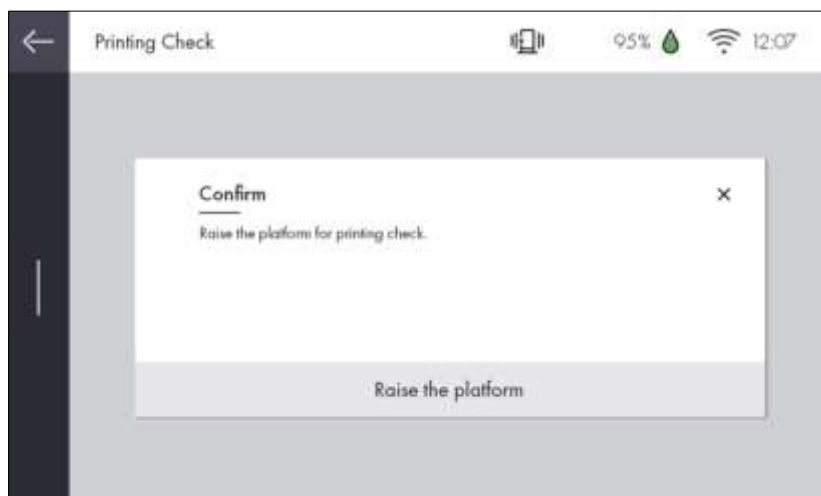 Printing Check
95%
12:07
Confirm
Raise the platform for printing check.
Raise the platform